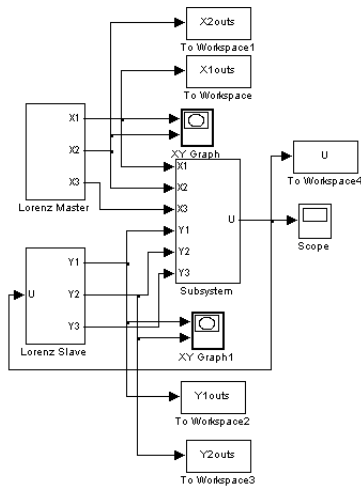 X2outs
To Workspace1
X1outs
To Workspace
X1
X2
X3
Lorenz Master
XY Graph
X1
X2
X3
Y1
Y2
Y3
U
Subsystem
U
To Workspace4
Scope
U
Y1
Y2
Y3
Lorenz Slave
XY Graph1
Y1outs
To Workspace2
Y2outs
To Workspace3